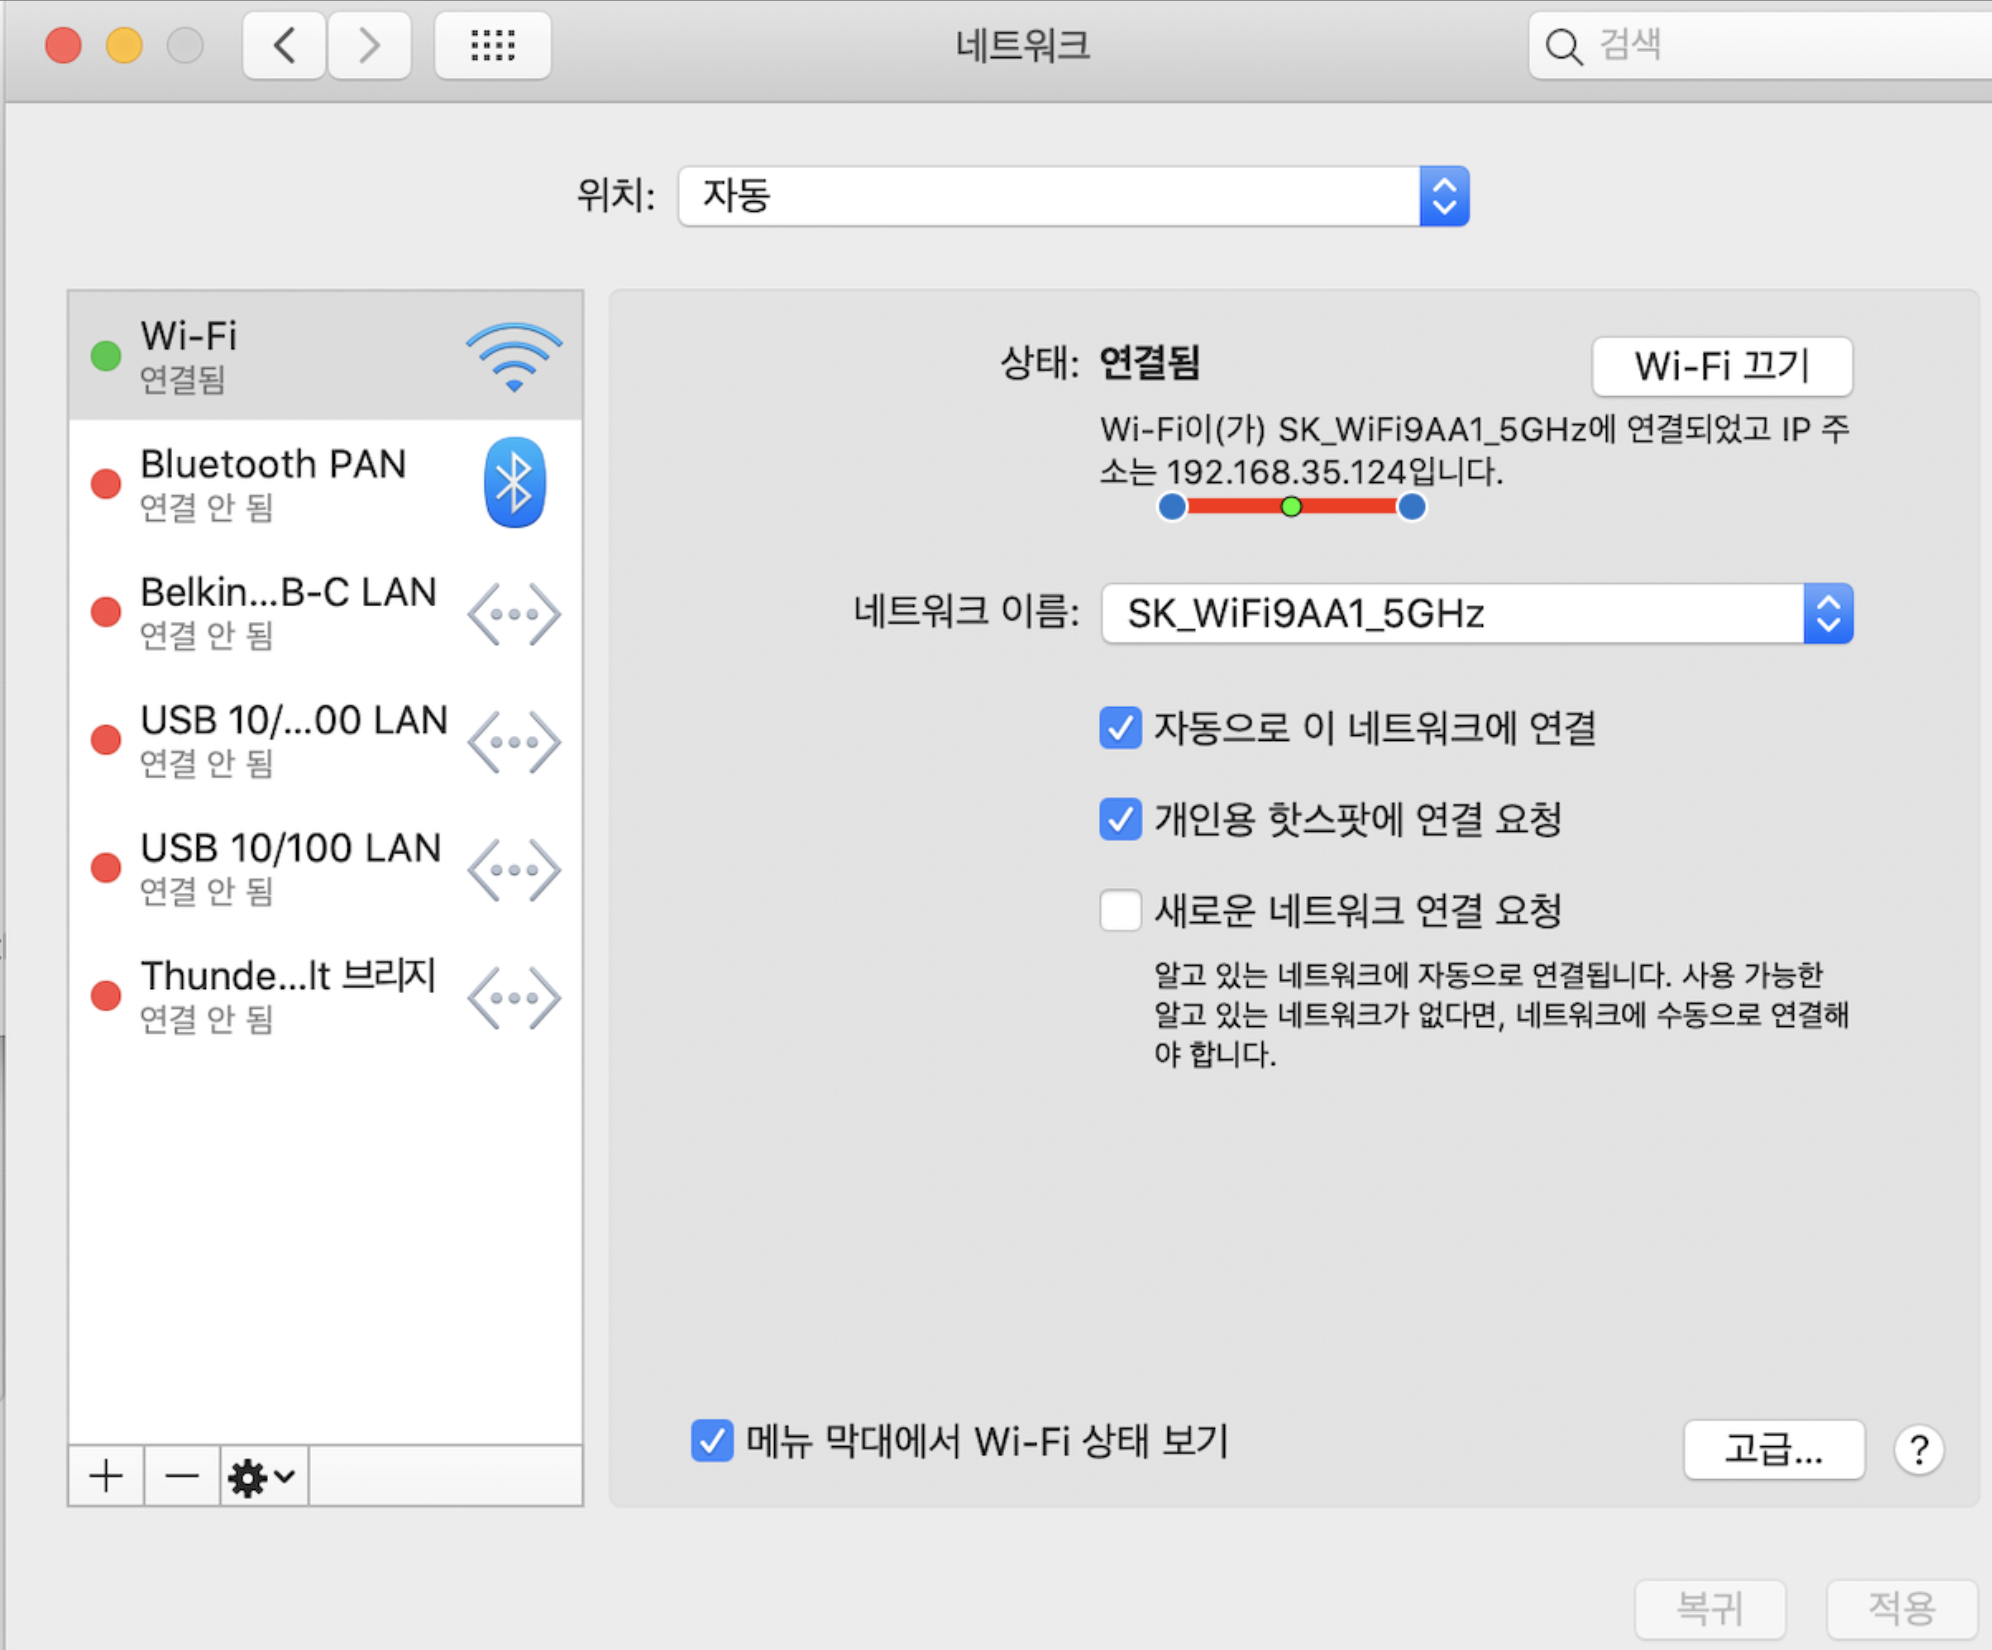 네트워크
검색
위치:
자동
Wi-Fi
연결됨
Bluetooth PAN
연결 안 됨
Belkin...B-C LAN
연결 안 됨
USB 10/...00 LAN
연결 안 됨
USB 10/100 LAN
연결 안 됨
Thunde...lt 브리지
연결 안 됨
상태: 연결됨
Wi-Fi 끄기
Wi-Fi이(가) SK_WiFi9AA1_5GHz에 연결되었고 IP 주
소는 192.168.35.124입니다.
네트워크 이름:
SK_WiFi9AA1_5GHz
자동으로 이 네트워크에 연결
개인용 핫스팟에 연결 요청
새로운 네트워크 연결 요청
알고 있는 네트워크에 자동으로 연결됩니다. 사용 가능한
알고 있는 네트워크가 없다면, 네트워크에 수동으로 연결해
야 합니다.
메뉴 막대에서 Wi-Fi 상태 보기
고급...
?
복귀
적용